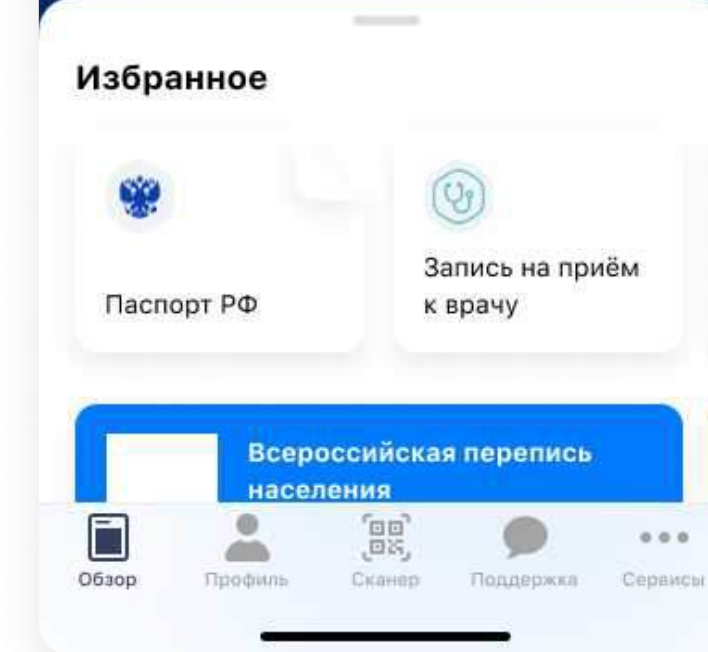 Избранное
Паспорт РФ
Запись на приём
к врачу
Всероссийская перепись
населения
Обзор
Профиль
Сканер
Поддержка
Сервисы